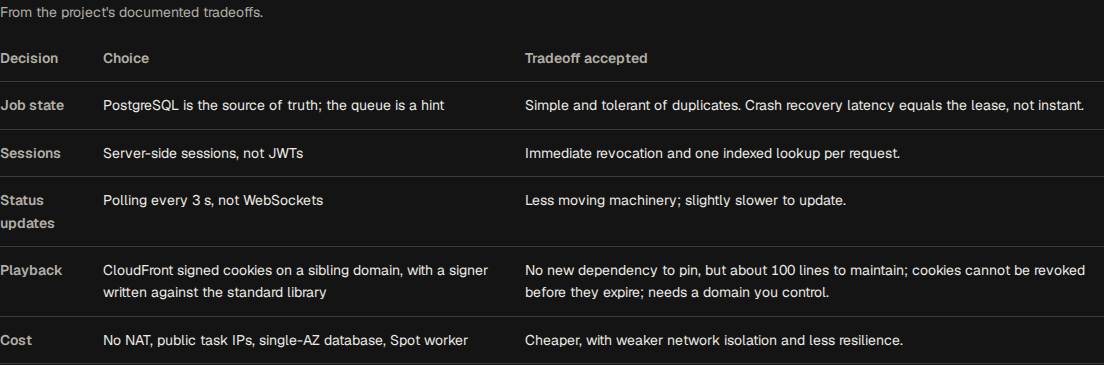 From the project's documented tradeoffs.
Decision Choice Tradeoff accepted
Job state PostgreSQL is the source of truth; the queue is a hint Simple and tolerant of duplicates. Crash recovery latency equals the lease, not instant.
Sessions Server-side sessions, not JWTs Immediate revocation and one indexed lookup per request.
Status Polling every 3 s, not WebSockets Less moving machinery; slightly slower to update.
updates
Playback CloudFront signed cookies on a sibling domain, with a signer No new dependency to pin, but about 100 lines to maintain; cookies cannot be revoked
written against the standard library before they expire; needs a domain you control.
Cost No NAT, public task IPs, single-AZ database, Spot worker Cheaper, with weaker network isolation and less resilience.